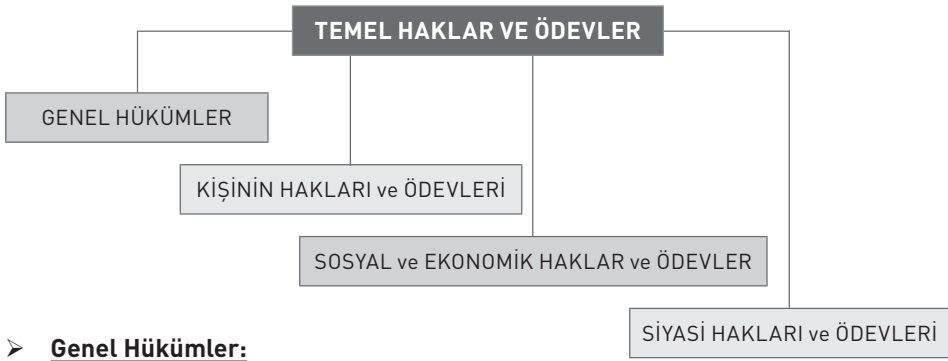 TEMEL HAKLAR VE ÖDEVLER
GENEL HÜKÜMLER
KİŞİNİN HAKLARI ve ÖDEVLERİ
SOSYAL ve EKONOMİK HAKLAR ve ÖDEVLER
SİYASİ HAKLARI ve ÖDEVLERİ
➢ Genel Hükümler: